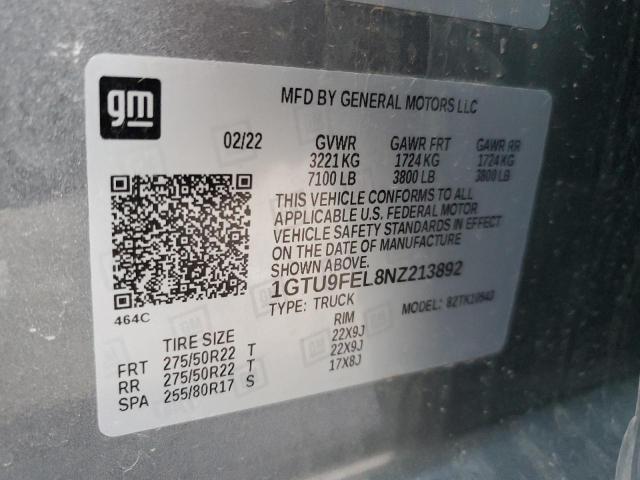 gm
MFD BY GENERAL MOTORS LLC
02/22 GVWR GAWR FRT GAWR RR
3221 KG 1724 KG 1724 KG
7100 LB 3800 LB 3800 LB
THIS VEHICLE CONFORMS TO ALL
APPLICABLE U.S. FEDERAL MOTOR
VEHICLE SAFETY STANDARDS IN EFFECT
ON THE DATE OF MANUFACTURE
SHOWN ABOVE.
1GTU9FEL8NZ213892
TYPE: TRUCK MODEL: 82TK10543
464C
TIRE SIZE RIM
FRT 275/50R22 T 22X9J
RR 275/50R22 T 22X9J
SPA 255/80R17 S 17X8J